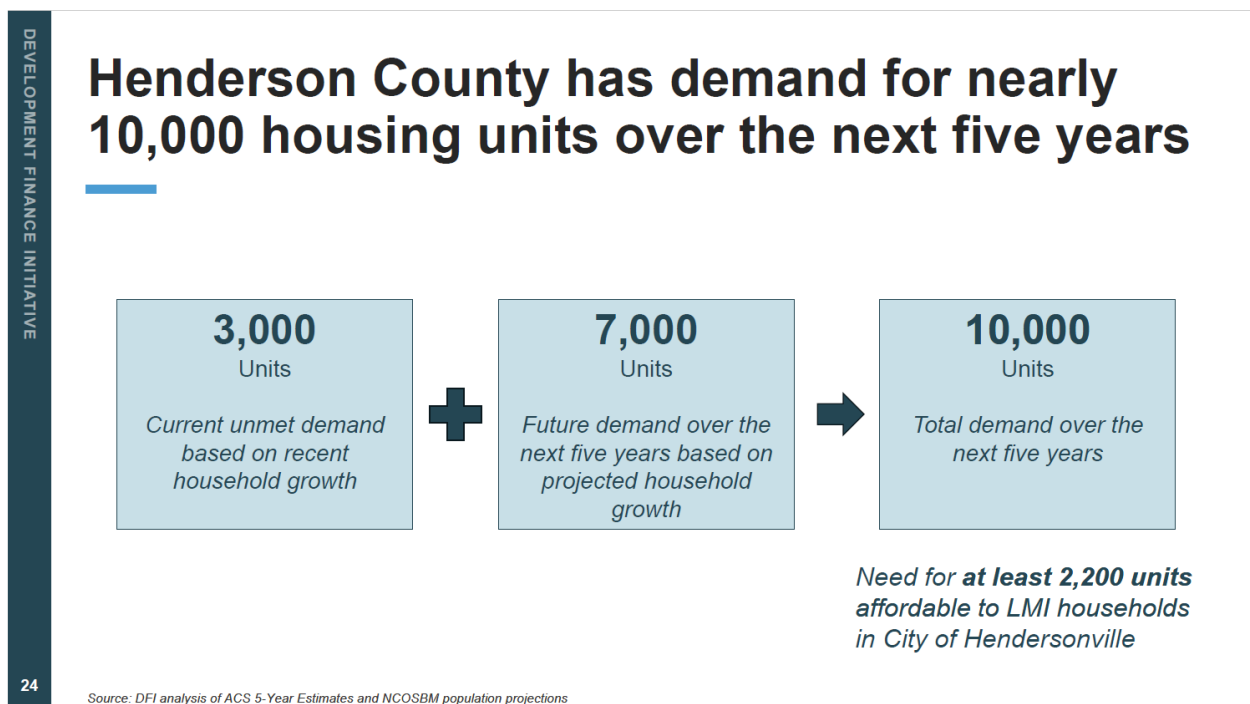 DEVELOPMENT FINANCE INITIATIVE
Henderson County has demand for nearly
10,000 housing units over the next five years
3,000
Units
Current unmet demand
based on recent
household growth
7,000
Units
Future demand over the
next five years based on
projected household
growth
10,000
Units
Total demand over the
next five years
Need for at least 2,200 units
affordable to LMI households
in City of Hendersonville
24
Source: DFI analysis of ACS 5-Year Estimates and NCOSBM population projections